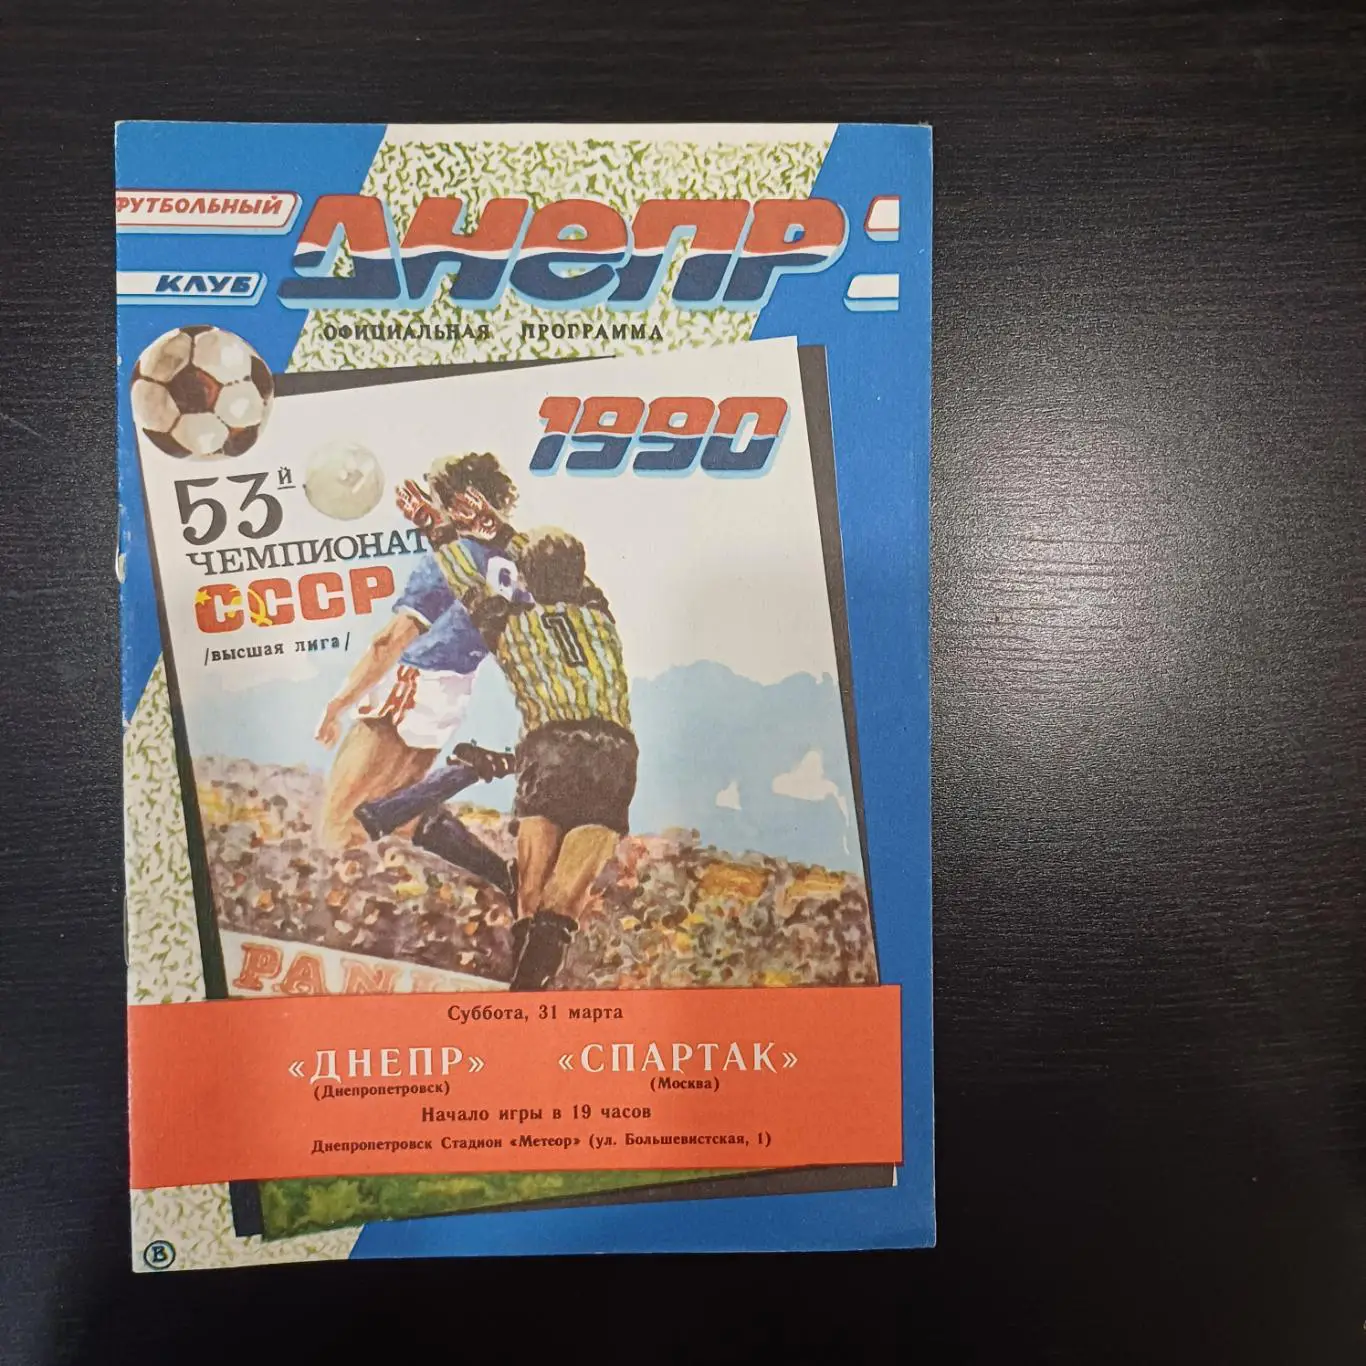 ФУТБОЛЬНЫЙ
КЛУБ
ДНЕПР
ОФИЦИАЛЬНАЯ ПРОГРАММА
1990
53й
ЧЕМПИОНАТ
СССР
/высшая лига/
1
PANI
Суббота, 31 марта
«ДНЕПР» «СПАРТАК»
(Днепропетровск) (Москва)
Начало игры в 19 часов
Днепропетровск Стадион «Метеор» (ул. Большевистская, 1)
В